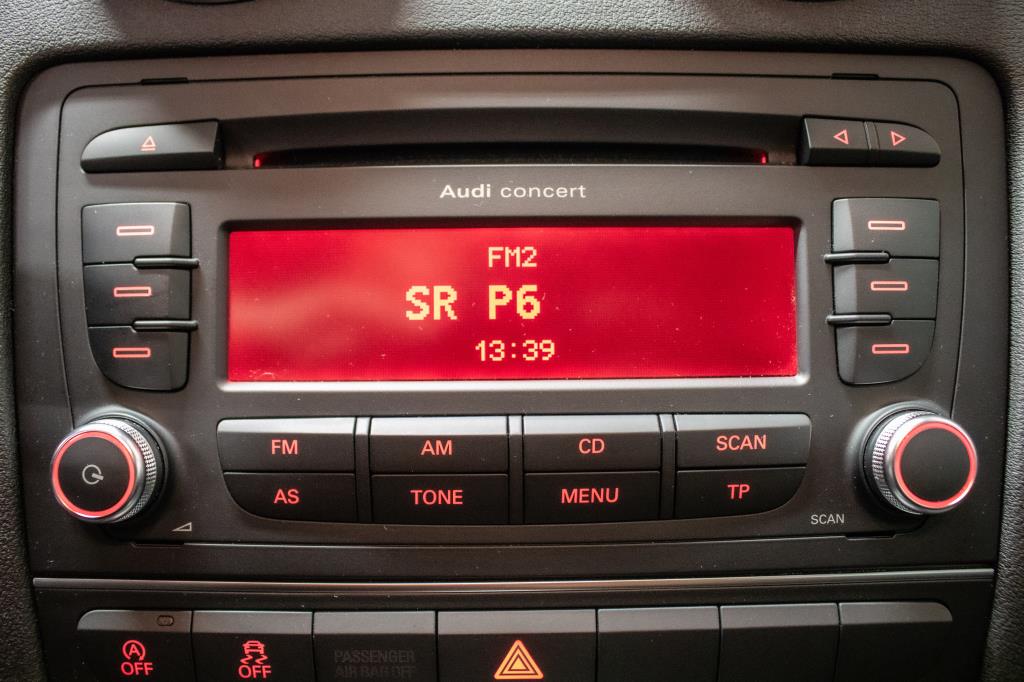 Audi concert
FM2
SR P6
13:39
FM AM CD SCAN
AS TONE MENU TP
SCAN
A OFF
OFF
PASSENGER
AIR BAG OFF